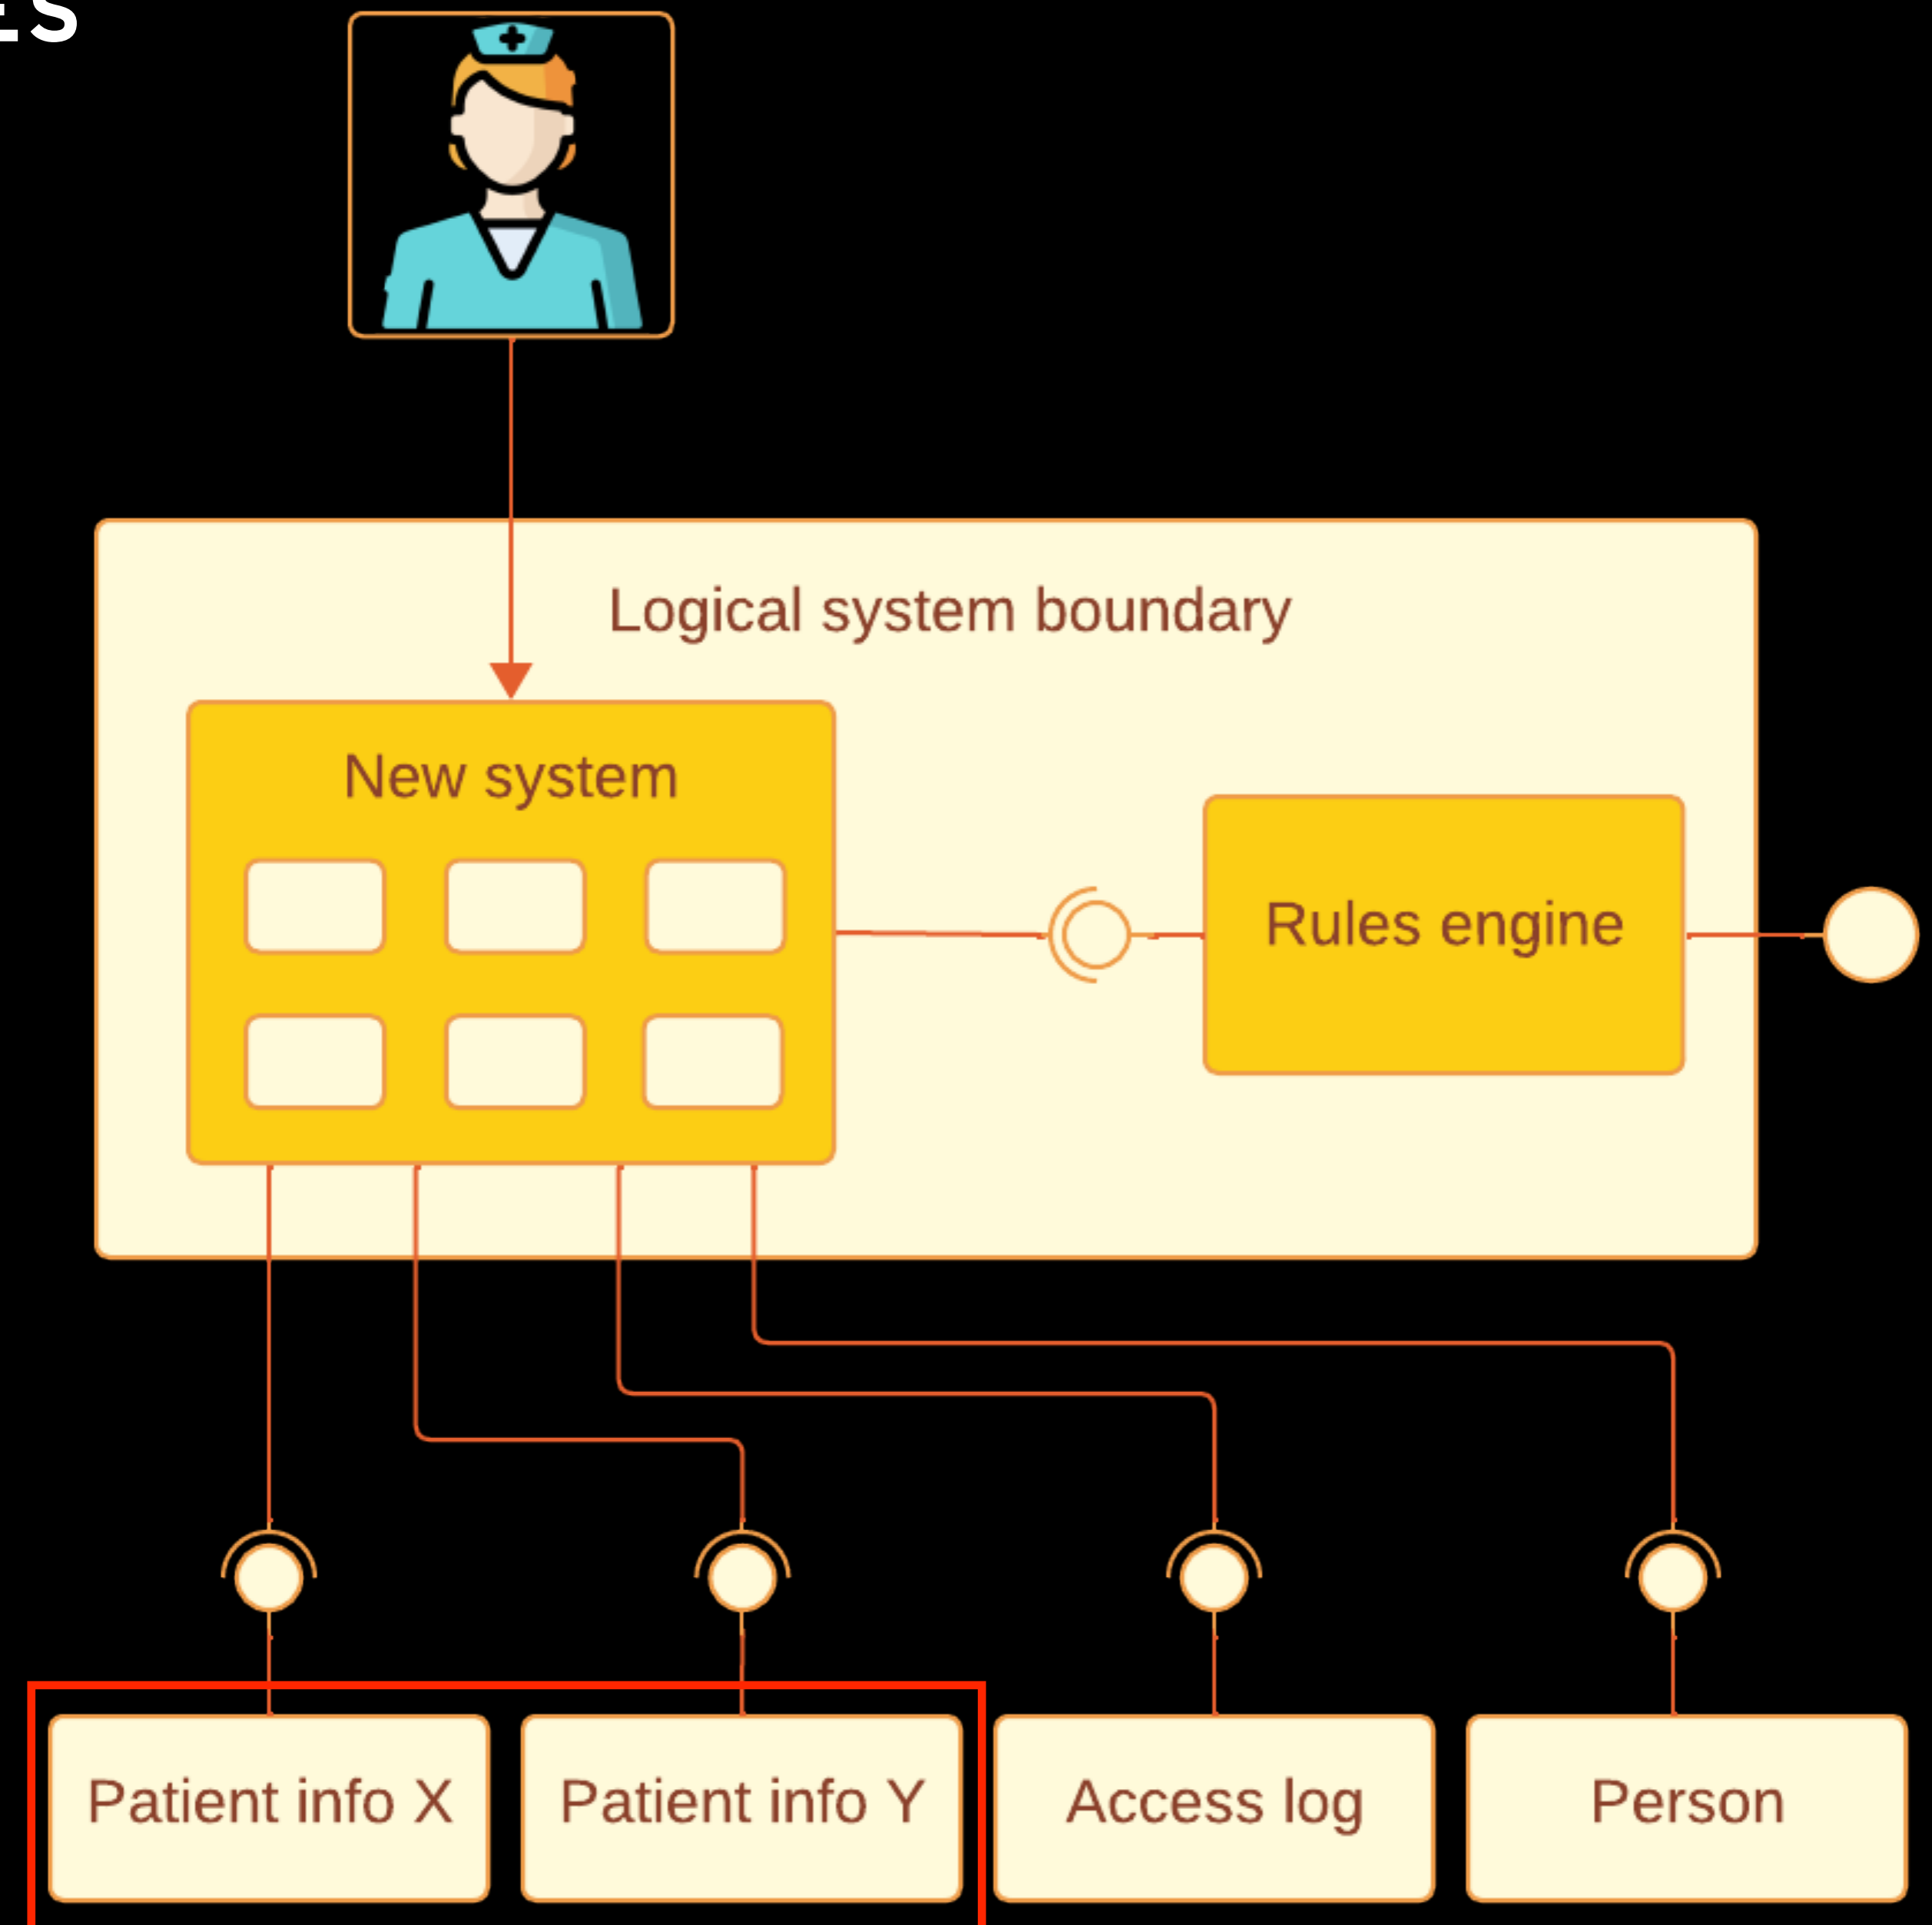 Logical system boundary
New system
Rules engine
Patient info X
Patient info Y
Access log
Person